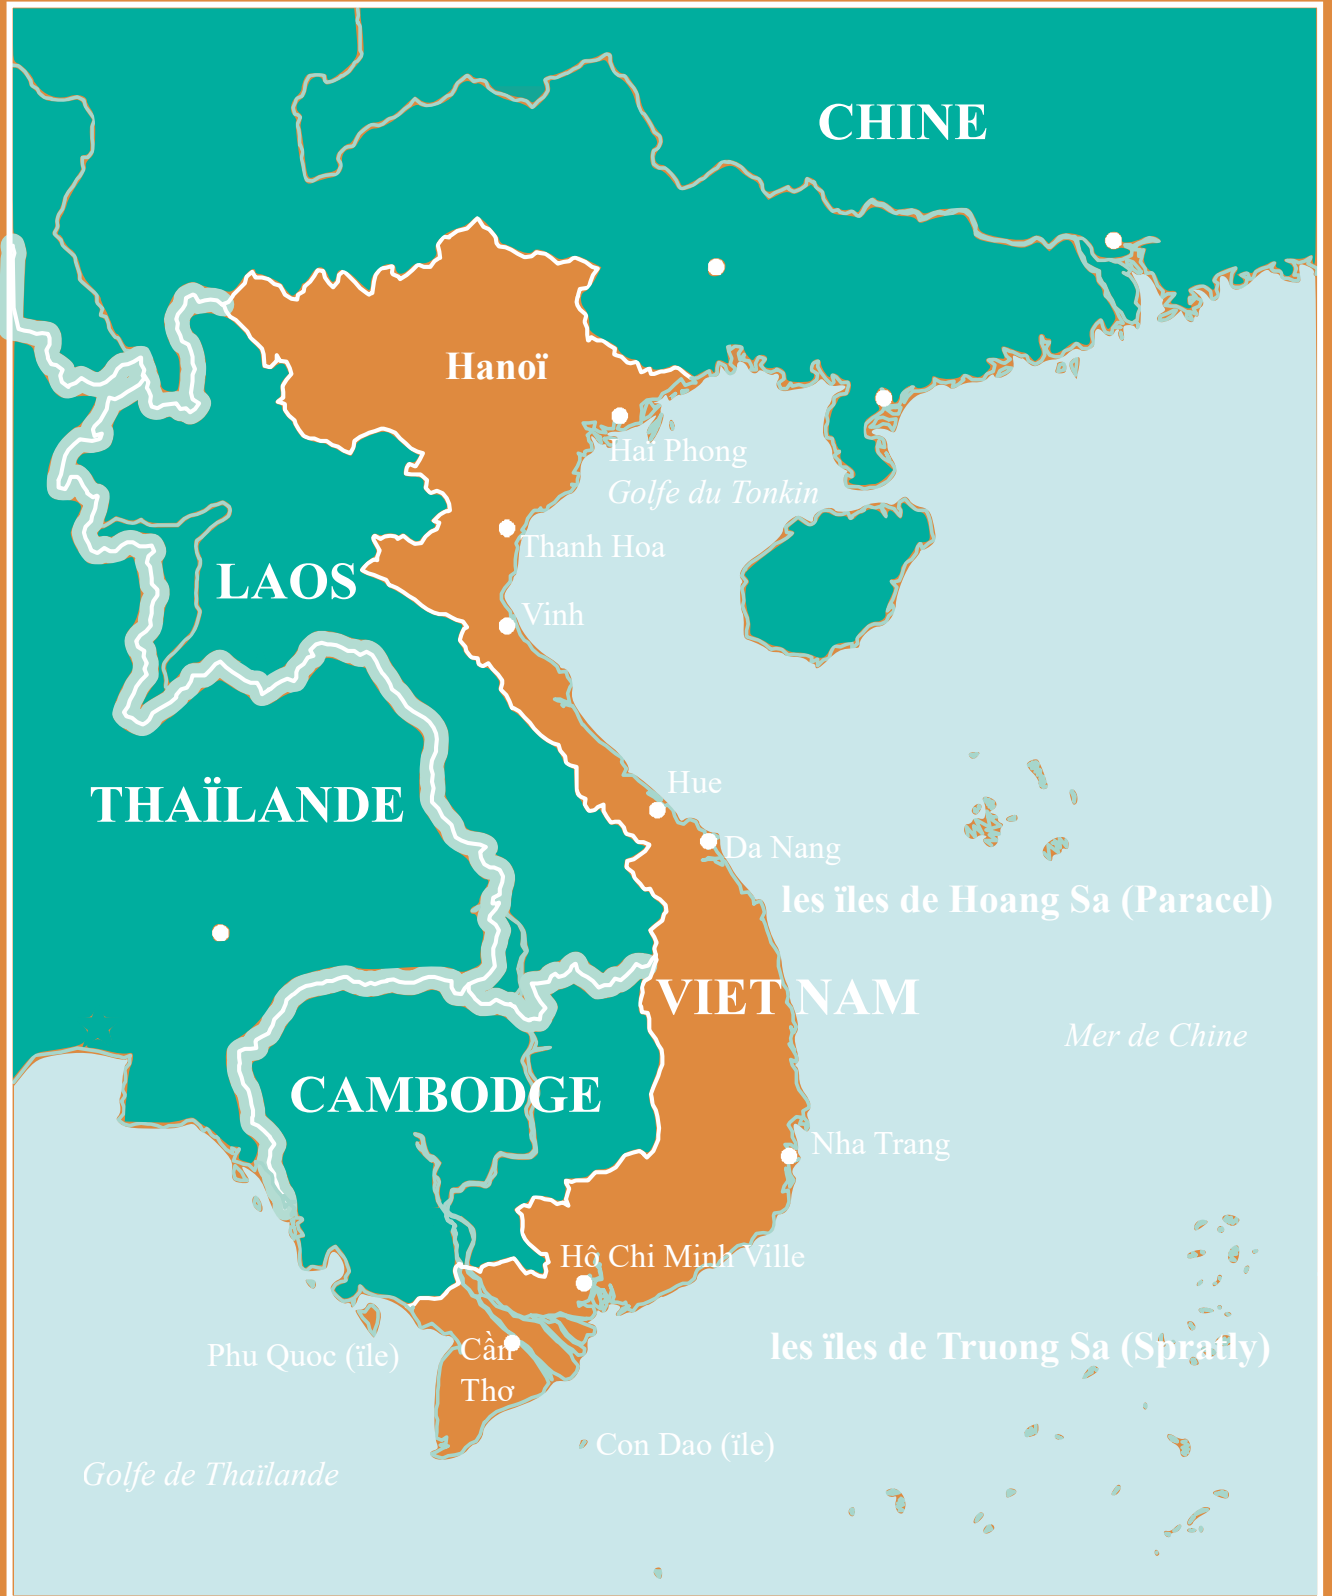 CHINE
Hanoï
Haï Phong
Golfe du Tonkin
Thanh Hoa
LAOS
Vinh
Hue
THAÏLANDE
Da Nang
les ïles de Hoang Sa (Paracel)
VIET NAM
Mer de Chine
CAMBODGE
Nha Trang
Hô Chi Minh Ville
les ïles de Truong Sa (Spratly)
Phu Quoc (ïle)
Cần
Thơ
Con Dao (ïle)
Golfe de Thaïlande